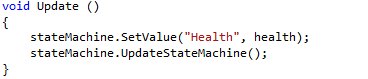 void Update ()
{
    stateMachine.SetValue("Health", health);
    stateMachine.UpdateStateMachine();
}